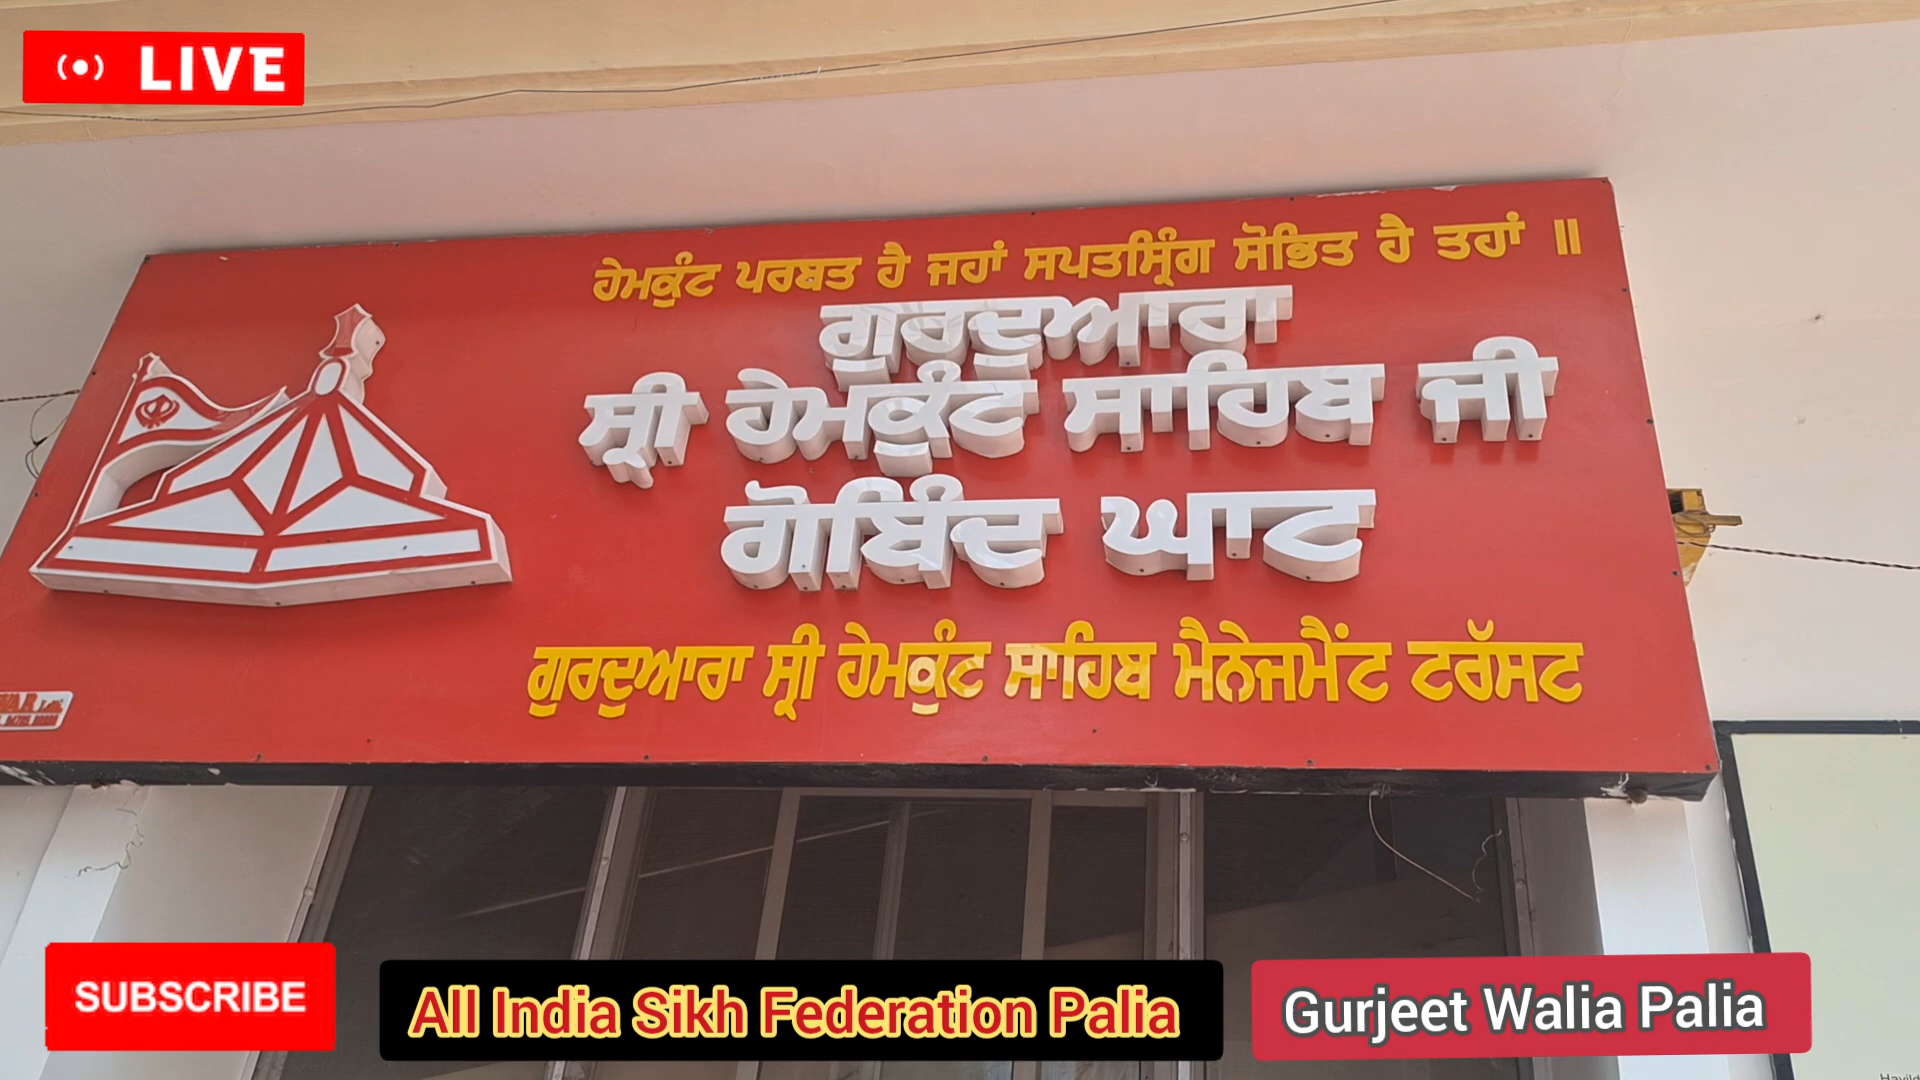 LIVE
ਹੇਮਕੁੰਟ ਪਰਬਤ ਹੈ ਜਹਾਂ ਸਪਤਸ੍ਰਿੰਗ ਸੋਭਿਤ ਹੈ ਤਹਾਂ ॥
ਗੁਰਦੁਆਰਾ
ਸ੍ਰੀ ਹੇਮਕੁੰਟ ਸਾਹਿਬ ਜੀ
ਗੋਬਿੰਦ ਘਾਟ
ਗੁਰਦੁਆਰਾ ਸ੍ਰੀ ਹੇਮਕੁੰਟ ਸਾਹਿਬ ਮੈਨੇਜਮੈਂਟ ਟਰੱਸਟ
SUBSCRIBE
All India Sikh Federation Palia
Gurjeet Walia Palia